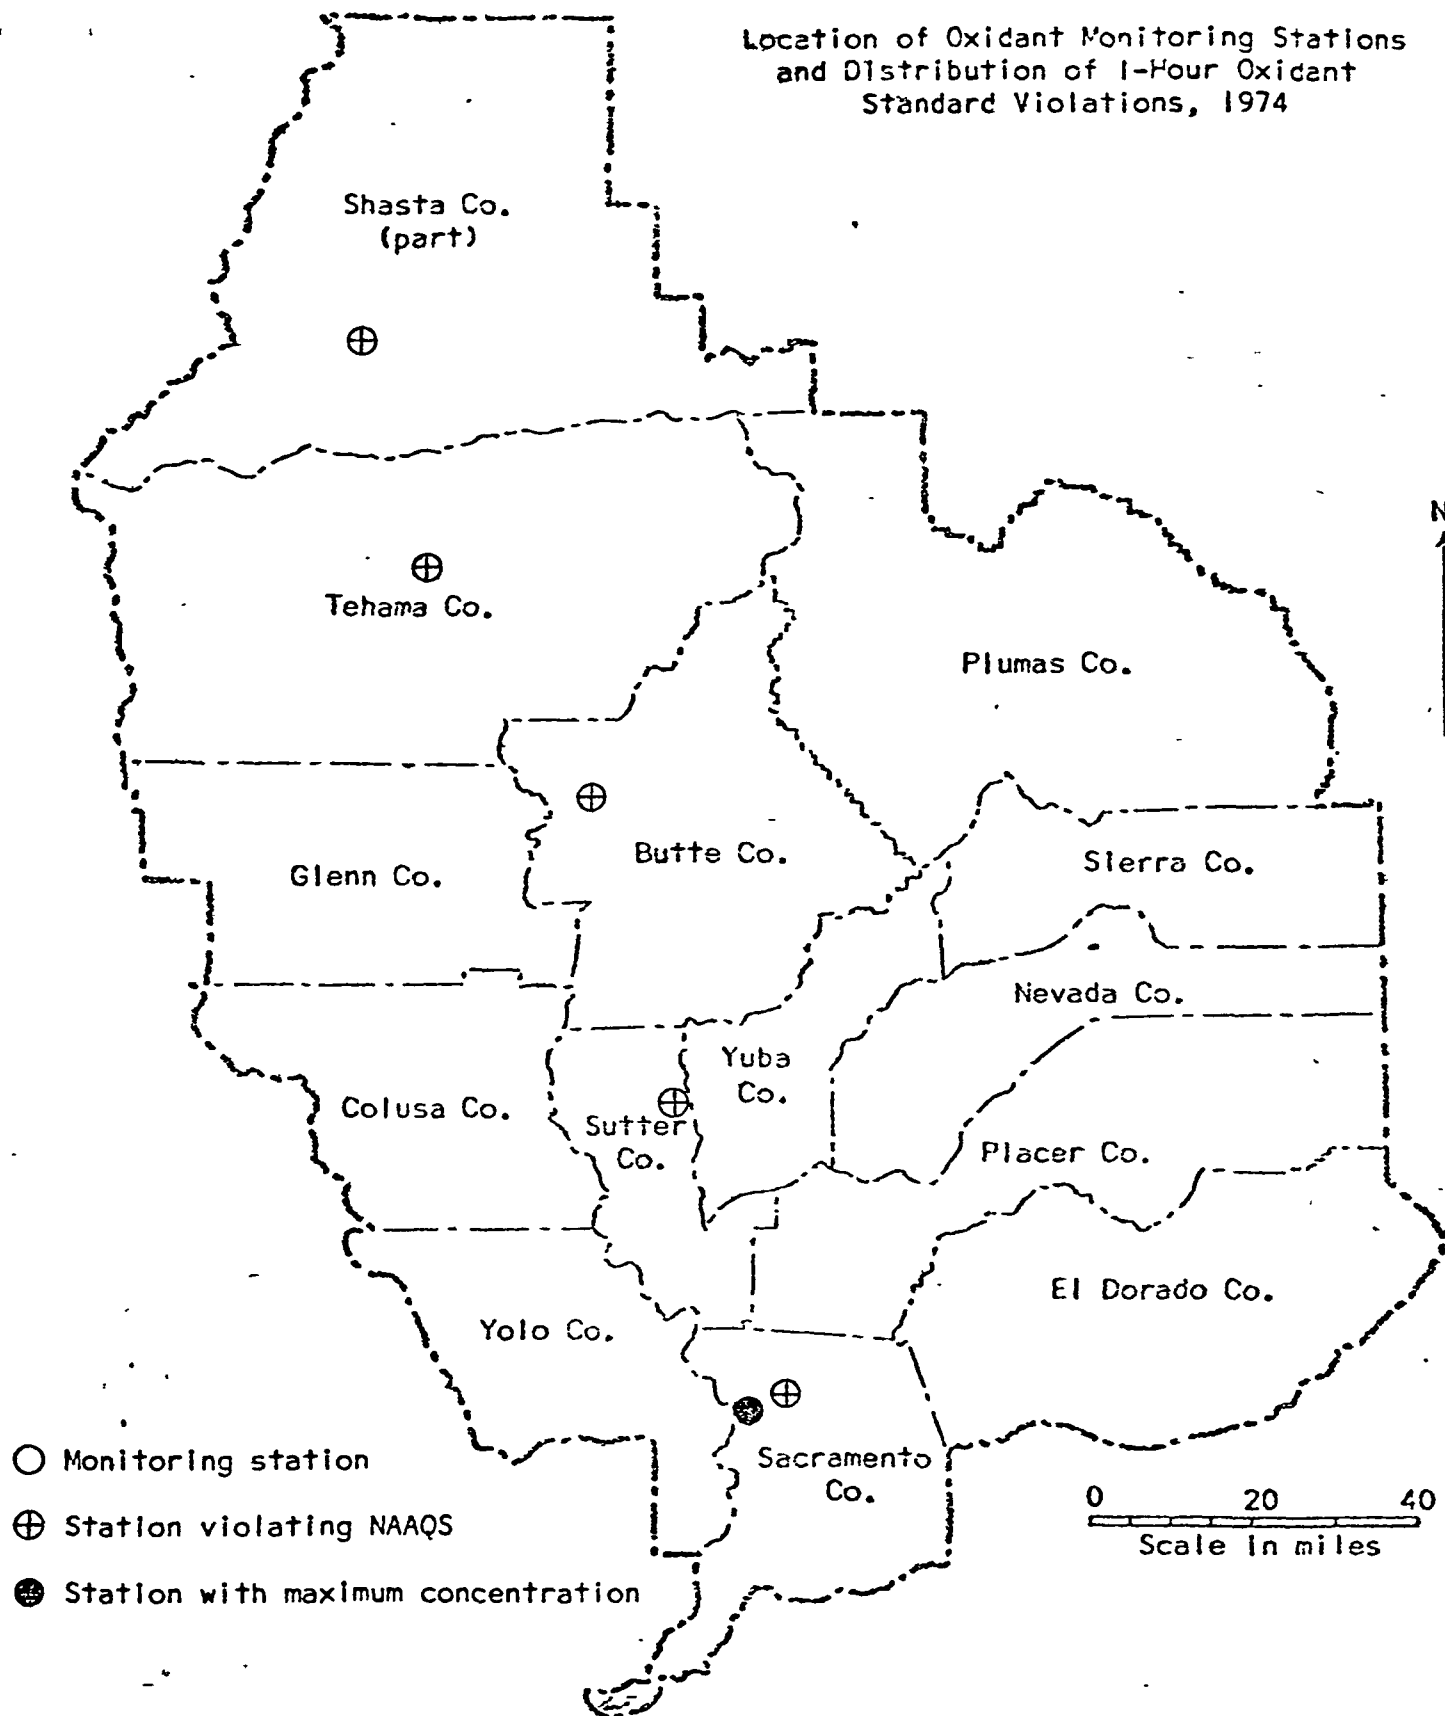 Location of Oxidant Monitoring Stations
and Distribution of 1-Hour Oxidant
Standard Violations, 1974
Shasta Co.
(part)
N
Tehama Co.
Plumas Co.
Butte Co.
Sierra Co.
Glenn Co.
Nevada Co.
Yuba
Co.
Colusa Co.
Sutter
Co.
Placer Co.
El Dorado Co.
Yolo Co.
Sacramento
Co.
Monitoring station
Station violating NAAQS
Station with maximum concentration
0 20 40
Scale in miles